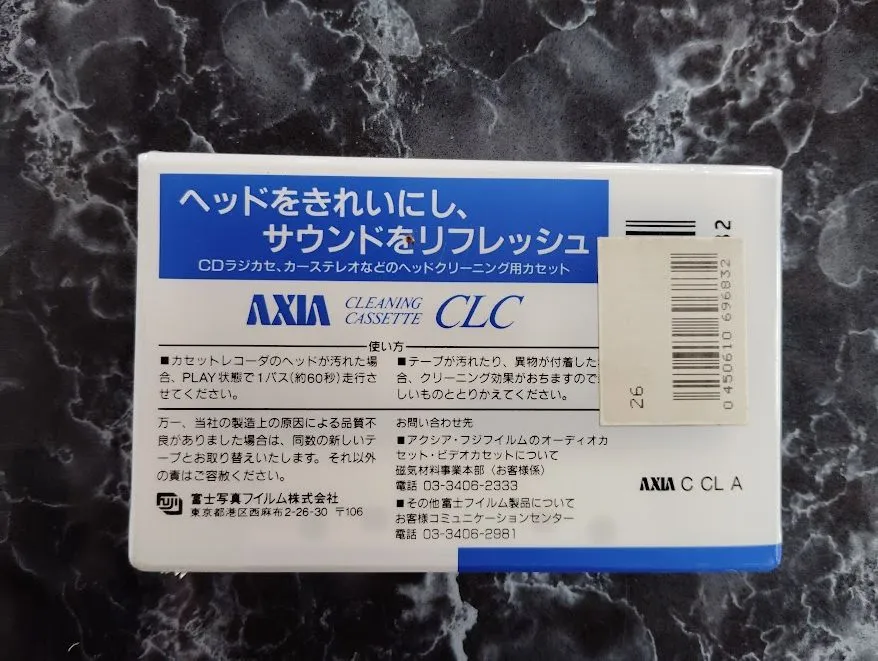 ヘッドをきれいにし、
サウンドをリフレッシュ
CDラジカセ、カーステレオなどのヘッドクリーニング用カセット
AXIA CLEANING CASSETTE CLC
使い方
■カセットレコーダのヘッドが汚れた場
合、PLAY状態で1パス(約60秒)走行さ
せてください。
■テープが汚れたり、異物が付着した
合、クリーニング効果がおちますので
しいものととりかえてください。
万一、当社の製造上の原因による品質不
良がありました場合は、同数の新しいテ
ープとお取り替えいたします。それ以外
の責はご容赦ください。
FUJI 富士写真フイルム株式会社
東京都港区西麻布2-26-30 〒106
お問い合わせ先
■アクシア・フジフイルムのオーディオカ
セット・ビデオカセットについて
磁気材料事業本部(お客様係)
電話 03-3406-2333
■その他富士フイルム製品について
お客様コミュニケーションセンター
電話 03-3406-2981
32
26
0 450610 696832
AXIA C CL A